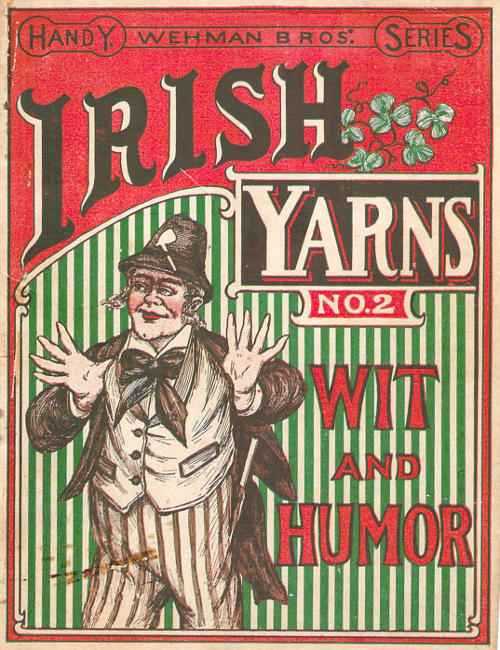 HANDY WEHMAN BROS'. SERIES
IRISH
YARNS
NO.2
WIT
AND
HUMOR